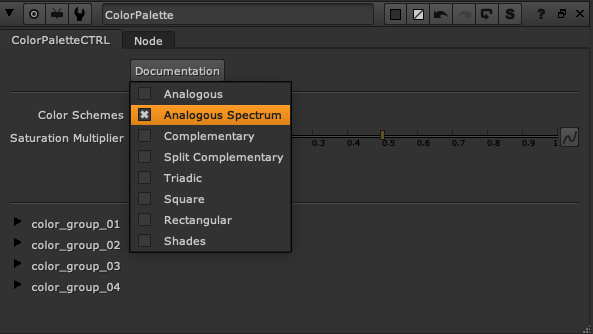 ColorPalette S ?
ColorPaletteCTRL Node
Documentation
Analogous
Color Schemes Analogous Spectrum
Saturation Multiplier Complementary 0.3 0.4 0.5 0.6 0.7 0.8 0.9 1
Split Complementary
Triadic
Square
Rectangular
Shades
color_group_01
color_group_02
color_group_03
color_group_04